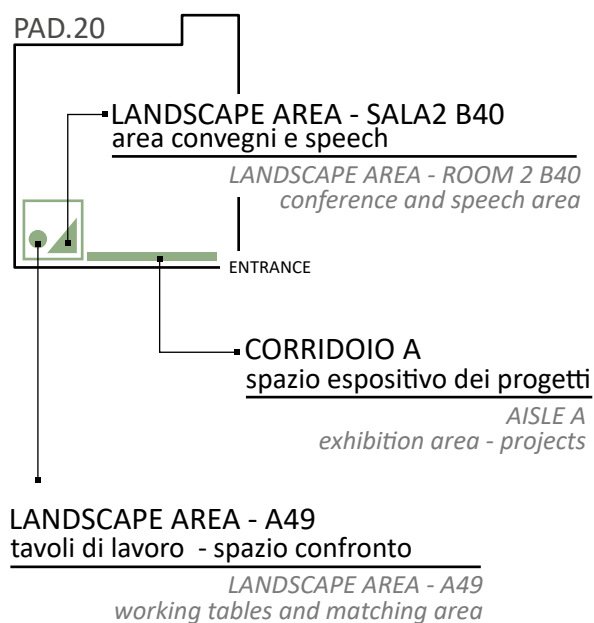 PAD.20
LANDSCAPE AREA - SALA2 B40
area convegni e speech
LANDSCAPE AREA - ROOM 2 B40
conference and speech area
ENTRANCE
CORRIDOIO A
spazio espositivo dei progetti
AISLE A
exhibition area - projects
LANDSCAPE AREA - A49
tavoli di lavoro - spazio confronto
LANDSCAPE AREA - A49
working tables and matching area